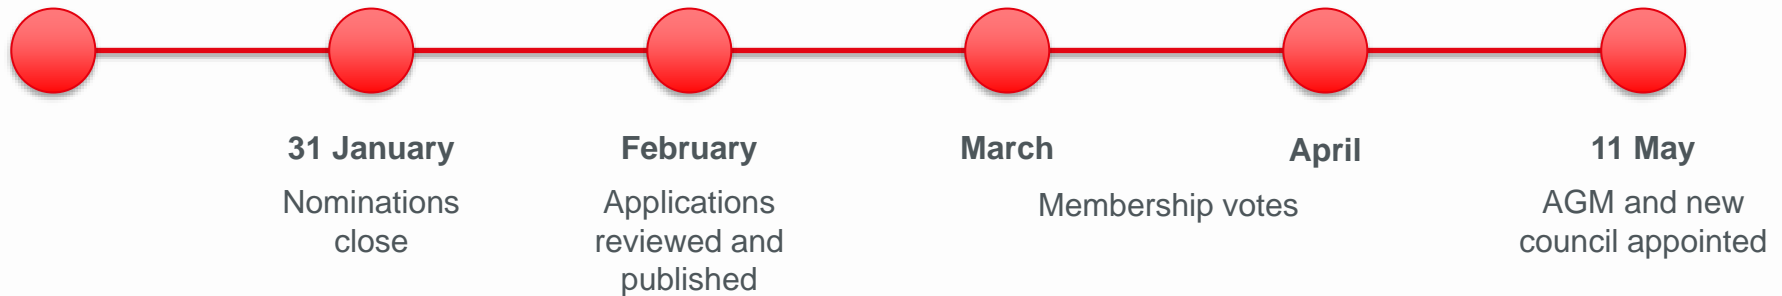 31 January
Nominations
close
February
Applications
reviewed and
published
March
April
Membership votes
11 May
AGM and new
council appointed